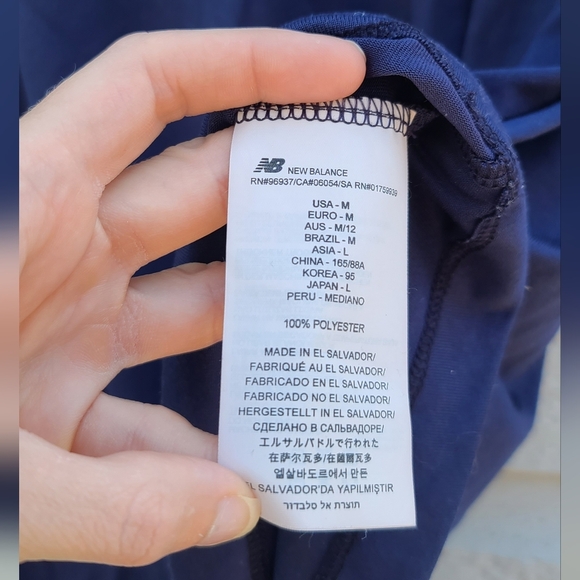 NB NEW BALANCE
RN#96937/CA#06054/SA RN#01759939
USA - M
EURO - M
AUS - M/12
BRAZIL - M
ASIA - L
CHINA - 165/88A
KOREA - 95
JAPAN - L
PERU - MEDIANO
100% POLYESTER
MADE IN EL SALVADOR/
FABRIQUÉ AU EL SALVADOR/
FABRICADO EN EL SALVADOR/
FABRICADO NO EL SALVADOR/
HERGESTELLT IN EL SALVADOR/
СДЕЛАНО В САЛЬВАДОРЕ/
エルサルバドルで行われた
在萨尔瓦多/在薩爾瓦多
엘살바도르에서 만든
EL SALVADOR'DA YAPILMIŞTIR
תוצרת אל סלבדור